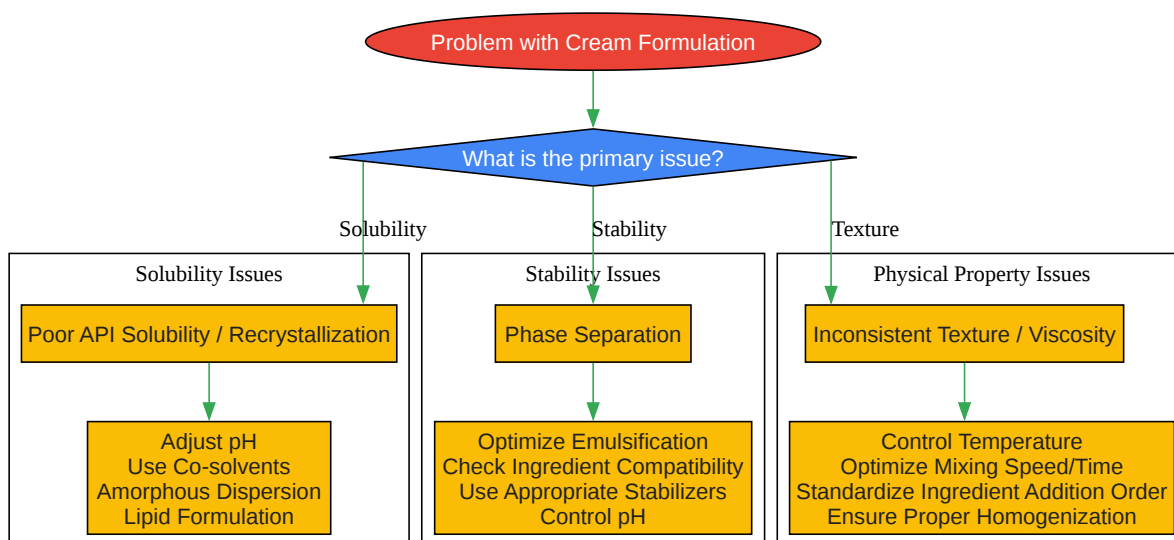 Problem with Cream Formulation
What is the primary issue?
Solubility
Stability
Texture
Solubility Issues
Stability Issues
Physical Property Issues
Poor API Solubility / Recrystallization
Phase Separation
Inconsistent Texture / Viscosity
Adjust pH
Use Co-solvents
Amorphous Dispersion
Lipid Formulation
Optimize Emulsification
Check Ingredient Compatibility
Use Appropriate Stabilizers
Control pH
Control Temperature
Optimize Mixing Speed/Time
Standardize Ingredient Addition Order
Ensure Proper Homogenization